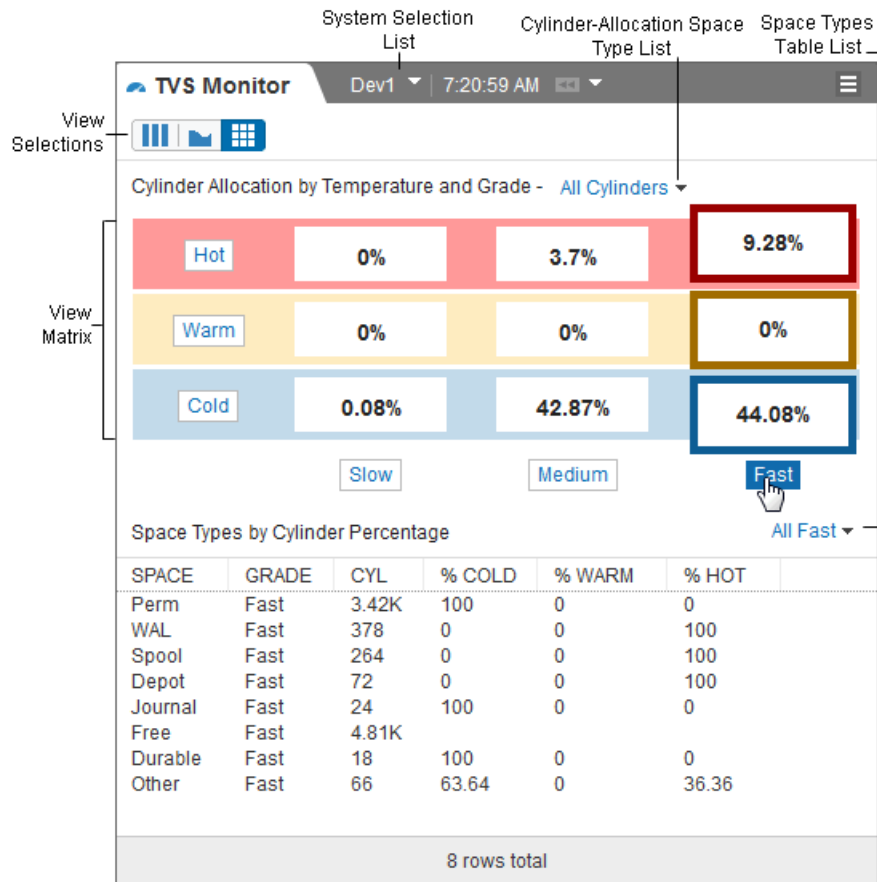 System Selection
List
Cylinder-Allocation Space
Type List
Space Types
Table List
TVS Monitor Dev1 7:20:59 AM
View
Selections
Cylinder Allocation by Temperature and Grade - All Cylinders
View
Matrix
Hot 0% 3.7% 9.28%
Warm 0% 0% 0%
Cold 0.08% 42.87% 44.08%
Slow Medium Fast
Space Types by Cylinder Percentage All Fast
SPACE GRADE CYL % COLD % WARM % HOT
Perm Fast 3.42K 100 0 0
WAL Fast 378 0 0 100
Spool Fast 264 0 0 100
Depot Fast 72 0 0 100
Journal Fast 24 100 0 0
Free Fast 4.81K
Durable Fast 18 100 0 0
Other Fast 66 63.64 0 36.36
8 rows total